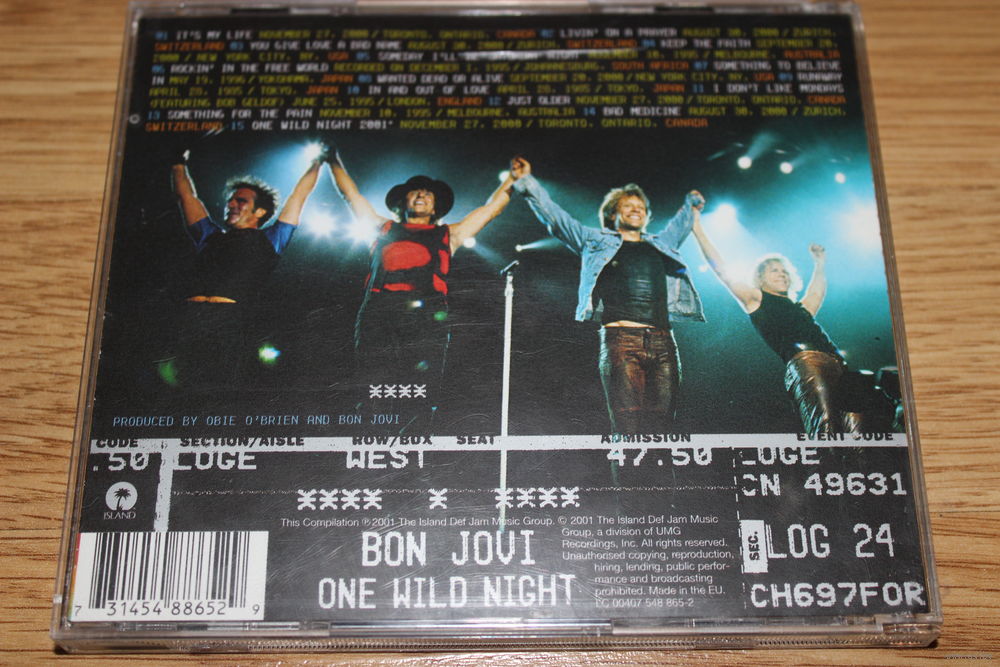 01 IT'S MY LIFE NOVEMBER 27, 2000 / TORONTO, ONTARIO, CANADA 02 LIVIN' ON A PRAYER AUGUST 30, 2000 / ZURICH,
SWITZERLAND 03 YOU GIVE LOVE A BAD NAME AUGUST 30, 2000 / ZURICH, SWITZERLAND 04 KEEP THE FAITH SEPTEMBER 20,
2000 / NEW YORK CITY, NY, USA 05 SOMEDAY I'LL BE SATURDAY NIGHT 1995 / MELBOURNE, AUSTRALIA
06 ROCKIN' IN THE FREE WORLD RECORDED ON DECEMBER JOHANNESBURG, SOUTH AFRICA 07 SOMETHING TO BELIEVE
IN MAY 19, 1996 / YOKOHAMA, JAPAN 08 WANTED DEAD OR ALIVE SEPTEMBER 20, 2000 / NEW YORK CITY, NY, USA 09 RUNAWAY
APRIL 28, 1985 / TOKYO, JAPAN 10 IN AND OUT OF LOVE APRIL 28, 1985 / TOKYO, JAPAN 11 I DON'T LIKE MONDAYS
(FEATURING BOB GELDOF) JUNE 25, 1995 / LONDON, ENGLAND 12 JUST OLDER NOVEMBER 27, 2000 / TORONTO, ONTARIO, CANADA
13 SOMETHING FOR THE PAIN NOVEMBER 10, 1995 / MELBOURNE, AUSTRALIA 14 BAD MEDICINE AUGUST 30, 2000 / ZURICH,
SWITZERLAND 15 ONE WILD NIGHT 2001* NOVEMBER 27, 2000 / TORONTO, ONTARIO, CANADA
****
PRODUCED BY OBIE O'BRIEN AND BON JOVI
CODE SECTION/AISLE ROW/BOX SEAT ADMISSION EVENT CODE
.50 LOGE WEST 47.50 LOGE
CN 49631
**** * ****
ISLAND
This Compilation ℗ 2001 The Island Def Jam Music Group. © 2001 The Island Def Jam Music
Group, a division of UMG
Recordings, Inc. All rights reserved.
Unauthorised copying, reproduction,
hiring, lending, public perfor-
mance and broadcasting
prohibited. Made in the EU.
LC 00407 548 865-2
BON JOVI
ONE WILD NIGHT
SEC. LOG 24
CH697FOR
7 31454 88652 9